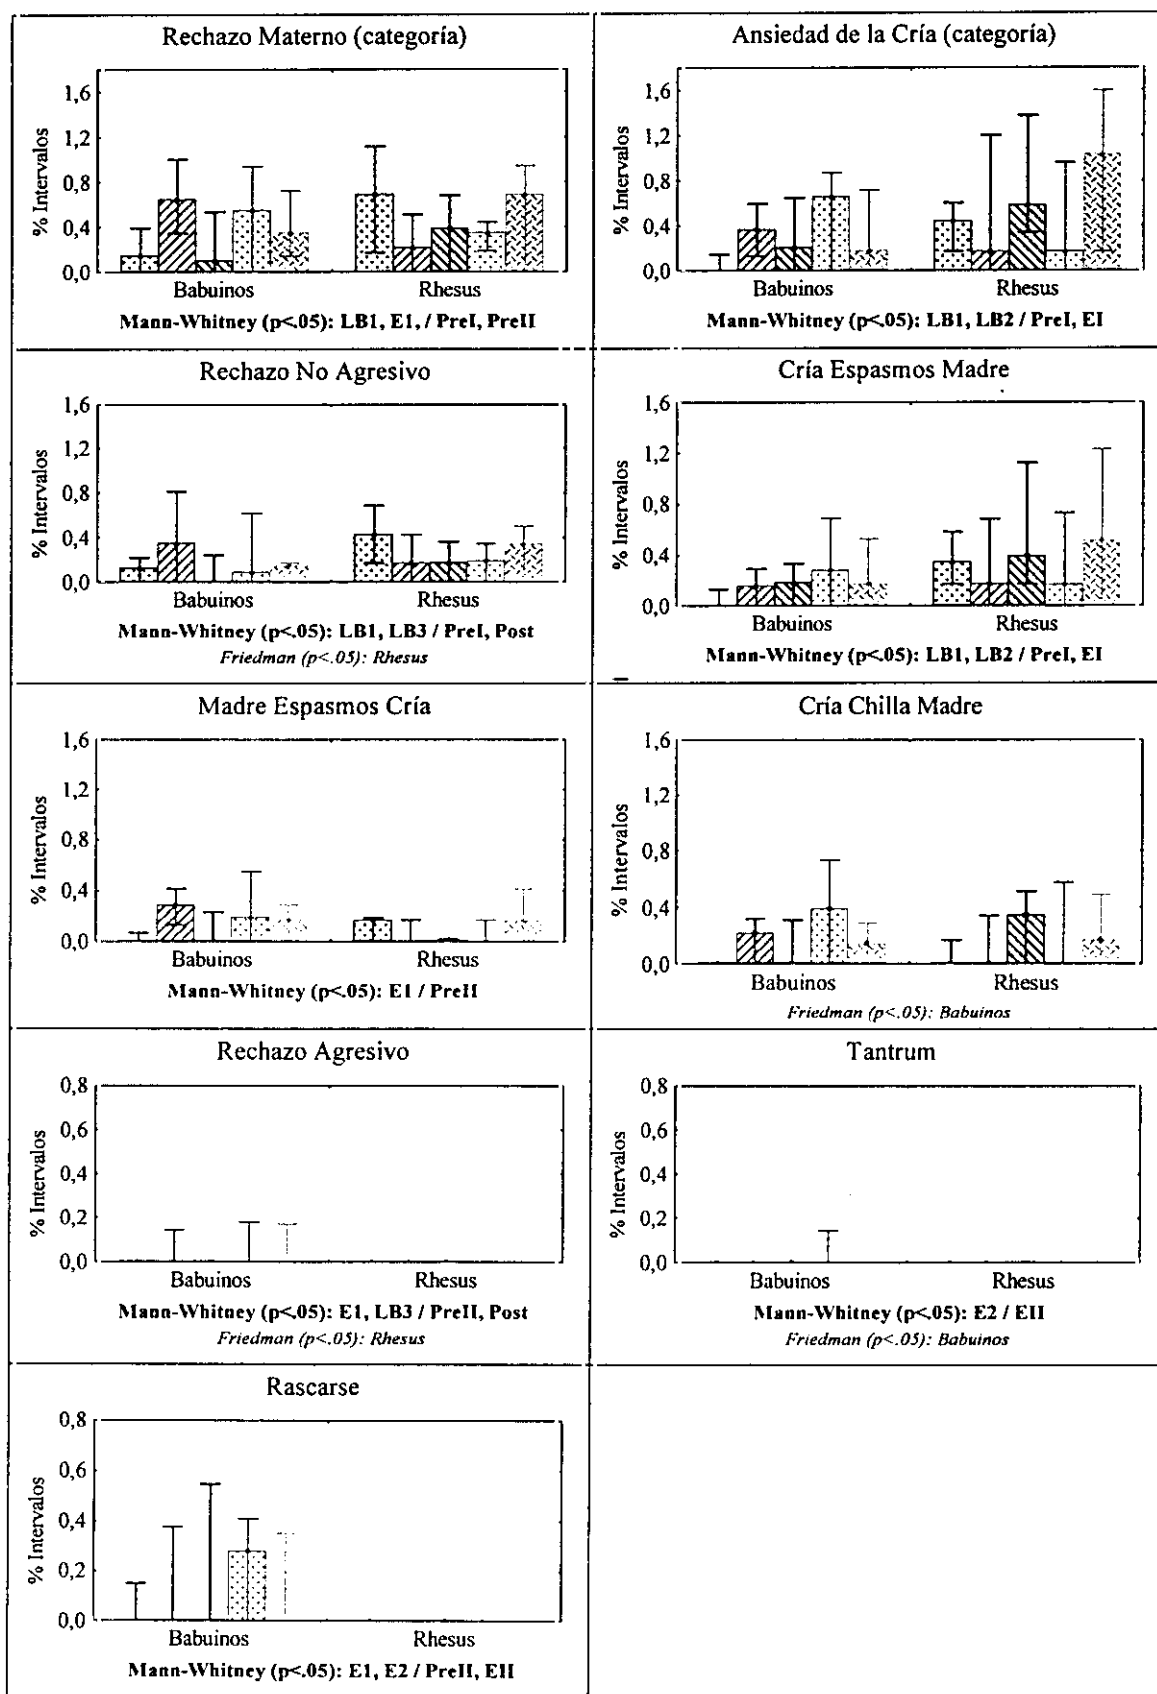 Rechazo Materno (categoría)
% Intervalos
1,6
1,2
0,8
0,4
0,0
Babuinos
Rhesus
Mann-Whitney (p<.05): LB1, E1, / PreI, PreII
Ansiedad de la Cría (categoría)
% Intervalos
1,6
1,2
0,8
0,4
0,0
Babuinos
Rhesus
Mann-Whitney (p<.05): LB1, LB2 / PreI, EI
Rechazo No Agresivo
% Intervalos
1,6
1,2
0,8
0,4
0,0
Babuinos
Rhesus
Mann-Whitney (p<.05): LB1, LB3 / PreI, Post
Friedman (p<.05): Rhesus
Cría Espasmos Madre
% Intervalos
1,6
1,2
0,8
0,4
0,0
Babuinos
Rhesus
Mann-Whitney (p<.05): LB1, LB2 / PreI, EI
Madre Espasmos Cría
% Intervalos
1,6
1,2
0,8
0,4
0,0
Babuinos
Rhesus
Mann-Whitney (p<.05): E1 / PreII
Cría Chilla Madre
% Intervalos
1,6
1,2
0,8
0,4
0,0
Babuinos
Rhesus
Friedman (p<.05): Babuinos
Rechazo Agresivo
% Intervalos
0,8
0,6
0,4
0,2
0,0
Babuinos
Rhesus
Mann-Whitney (p<.05): E1, LB3 / PreII, Post
Friedman (p<.05): Rhesus
Tantrum
% Intervalos
0,8
0,6
0,4
0,2
0,0
Babuinos
Rhesus
Mann-Whitney (p<.05): E2 / EII
Friedman (p<.05): Babuinos
Rascarse
% Intervalos
0,8
0,6
0,4
0,2
0,0
Babuinos
Rhesus
Mann-Whitney (p<.05): E1, E2 / PreII, EII